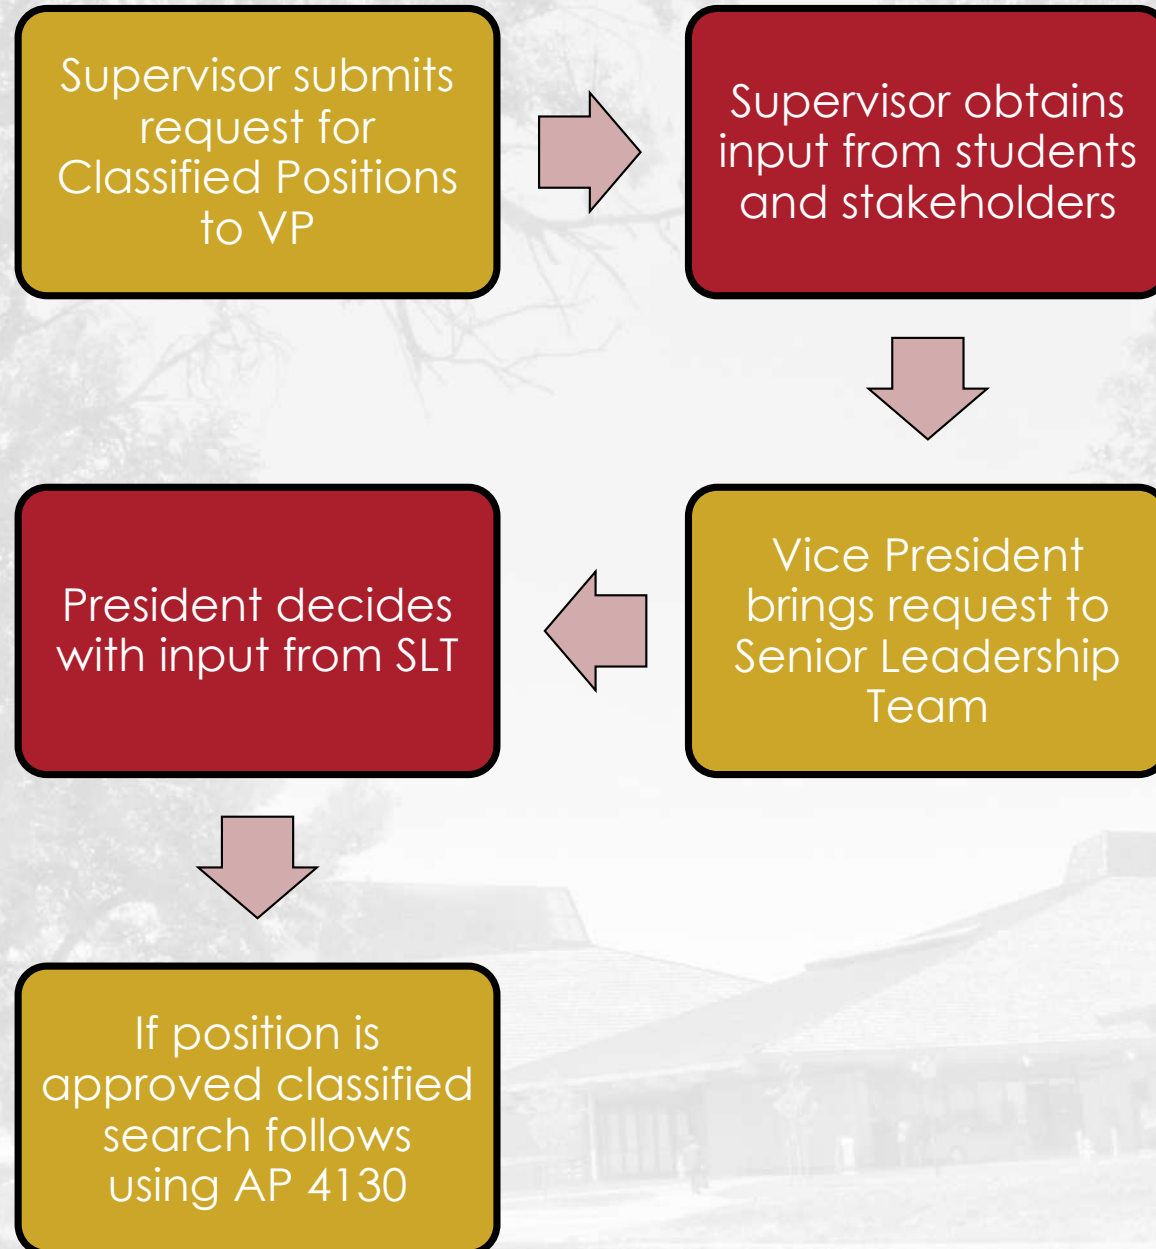 Supervisor submits
request for
Classified Positions
to VP
Supervisor obtains
input from students
and stakeholders
Vice President
brings request to
Senior Leadership
Team
President decides
with input from SLT
If position is
approved classified
search follows
using AP 4130